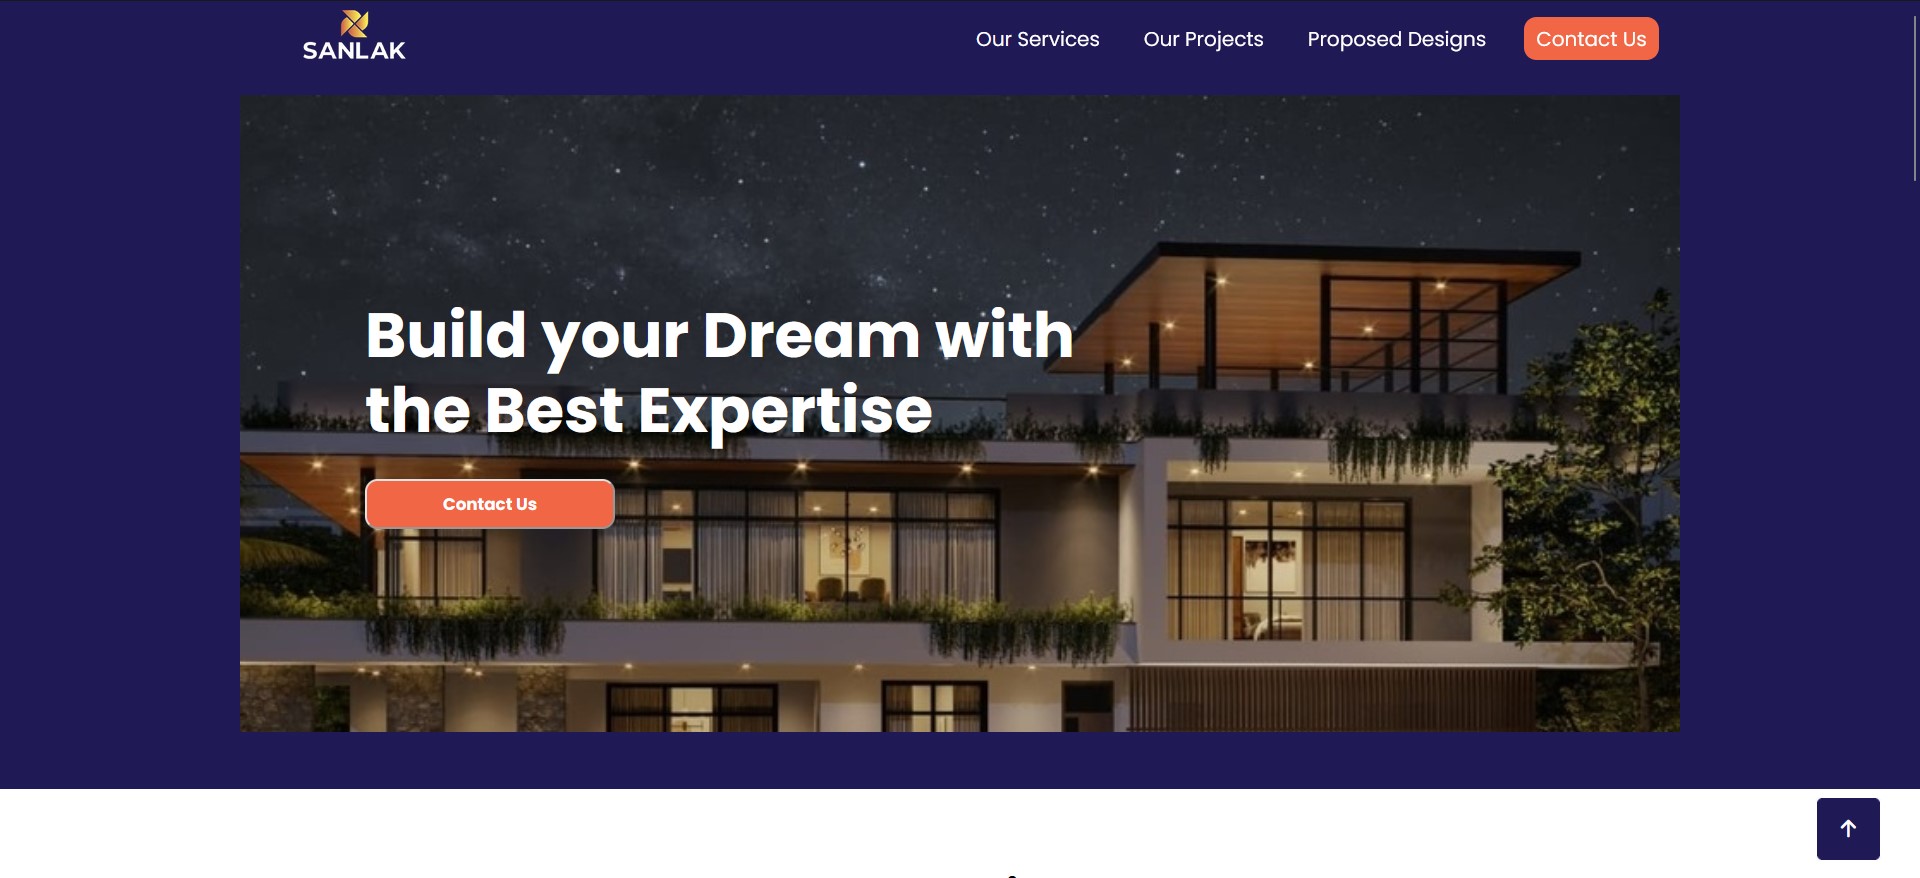 SANLAK
Our Services
Our Projects
Proposed Designs
Contact Us
Build your Dream with
the Best Expertise
Contact Us